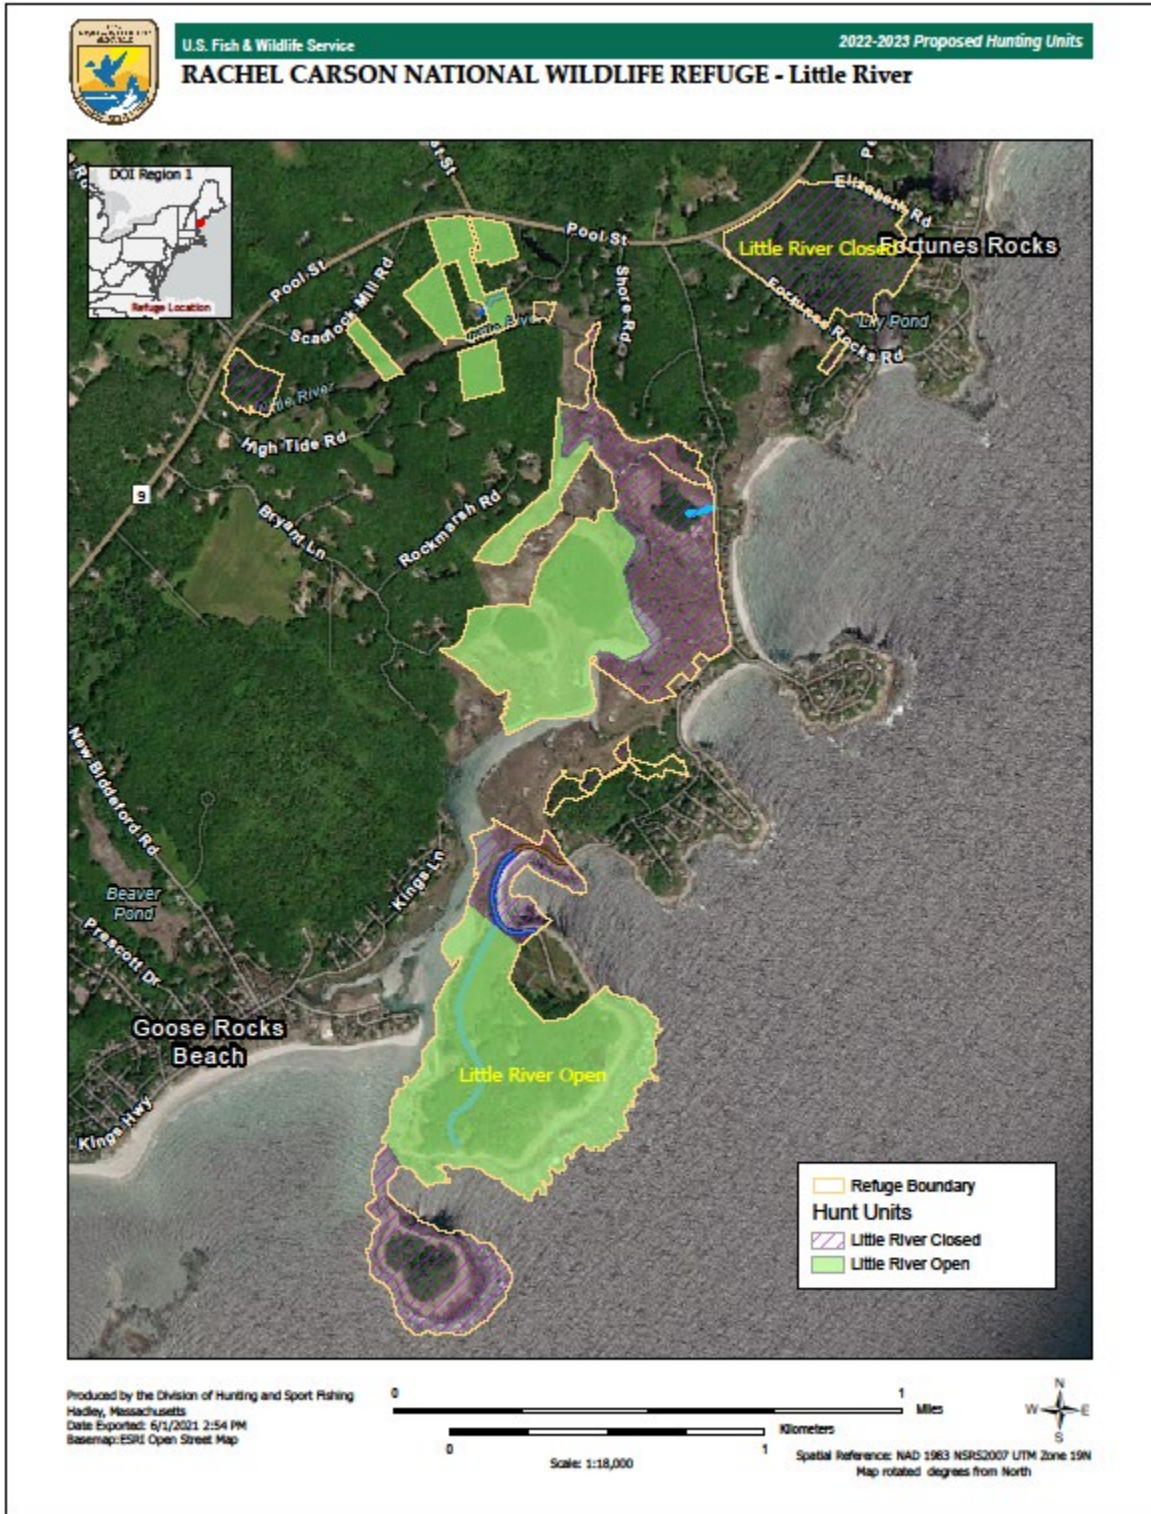 U.S. Fish & Wildlife Service
2022-2023 Proposed Hunting Units
RACHEL CARSON NATIONAL WILDLIFE REFUGE - Little River
DOI Region 1
Refuge Location
Elizabeth Rd
Pool St
Little River Closed
Fortunes Rocks
Pool St
Shore Rd
Scadlock Mill Rd
Fortunes Rocks Rd
Lily Pond
Little River
Little River
High Tide Rd
9
Bryant Ln
Rockmarsh Rd
New Biddeford Rd
Kings Ln
Beaver
Pond
Prescott Dr
Goose Rocks
Beach
Little River Open
Kings Hwy
Refuge Boundary
Hunt Units
Little River Closed
Little River Open
Produced by the Division of Hunting and Sport Fishing
Hadley, Massachusetts
Date Exported: 6/1/2021 2:54 PM
Basemap:ESRI Open Street Map
0 1
Miles
Kilometers
0 1
Scale: 1:18,000
N
W E
S
Spatial Reference: NAD 1983 NSRS2007 UTM Zone 19N
Map rotated degrees from North